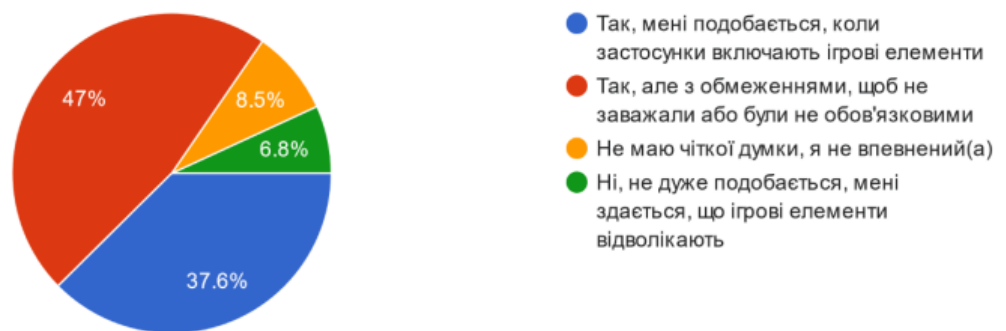 47%
8.5%
6.8%
37.6%
Так, мені подобається, коли
застосунки включають ігрові елементи
Так, але з обмеженнями, щоб не
заважали або були не обов'язковими
Не маю чіткої думки, я не впевнений(а)
Ні, не дуже подобається, мені
здається, що ігрові елементи
відволікають